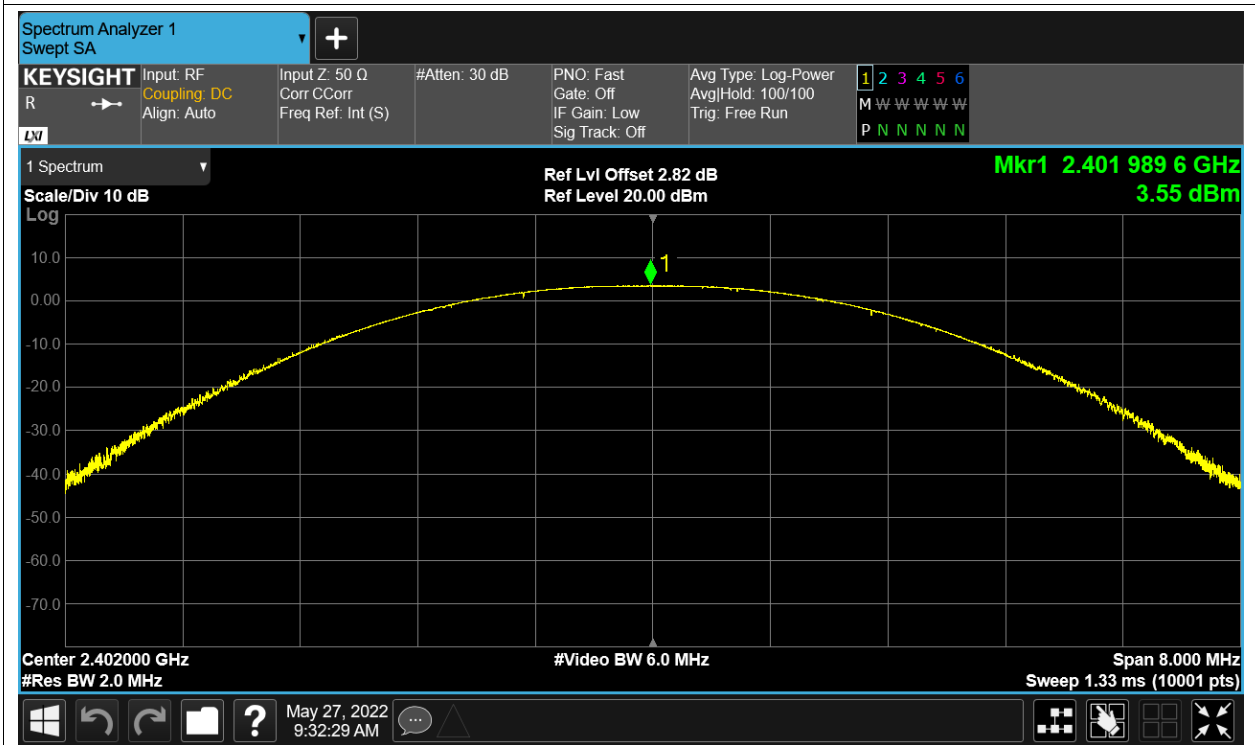 Spectrum Analyzer 1
Swept SA
+
KEYSIGHT
R
LXI
Input: RF
Coupling: DC
Align: Auto
Input Z: 50 Ω
Corr CCorr
Freq Ref: Int (S)
#Atten: 30 dB
PNO: Fast
Gate: Off
IF Gain: Low
Sig Track: Off
Avg Type: Log-Power
Avg|Hold: 100/100
Trig: Free Run
1 2 3 4 5 6
M W W W W W W
P N N N N N
1 Spectrum
Scale/Div 10 dB
Ref Lvl Offset 2.82 dB
Ref Level 20.00 dBm
Mkr1 2.401 989 6 GHz
3.55 dBm
Log
1
10.0
0.00
-10.0
-20.0
-30.0
-40.0
-50.0
-60.0
-70.0
Center 2.402000 GHz
#Video BW 6.0 MHz
Span 8.000 MHz
#Res BW 2.0 MHz
Sweep 1.33 ms (10001 pts)
?
May 27, 2022
9:32:29 AM